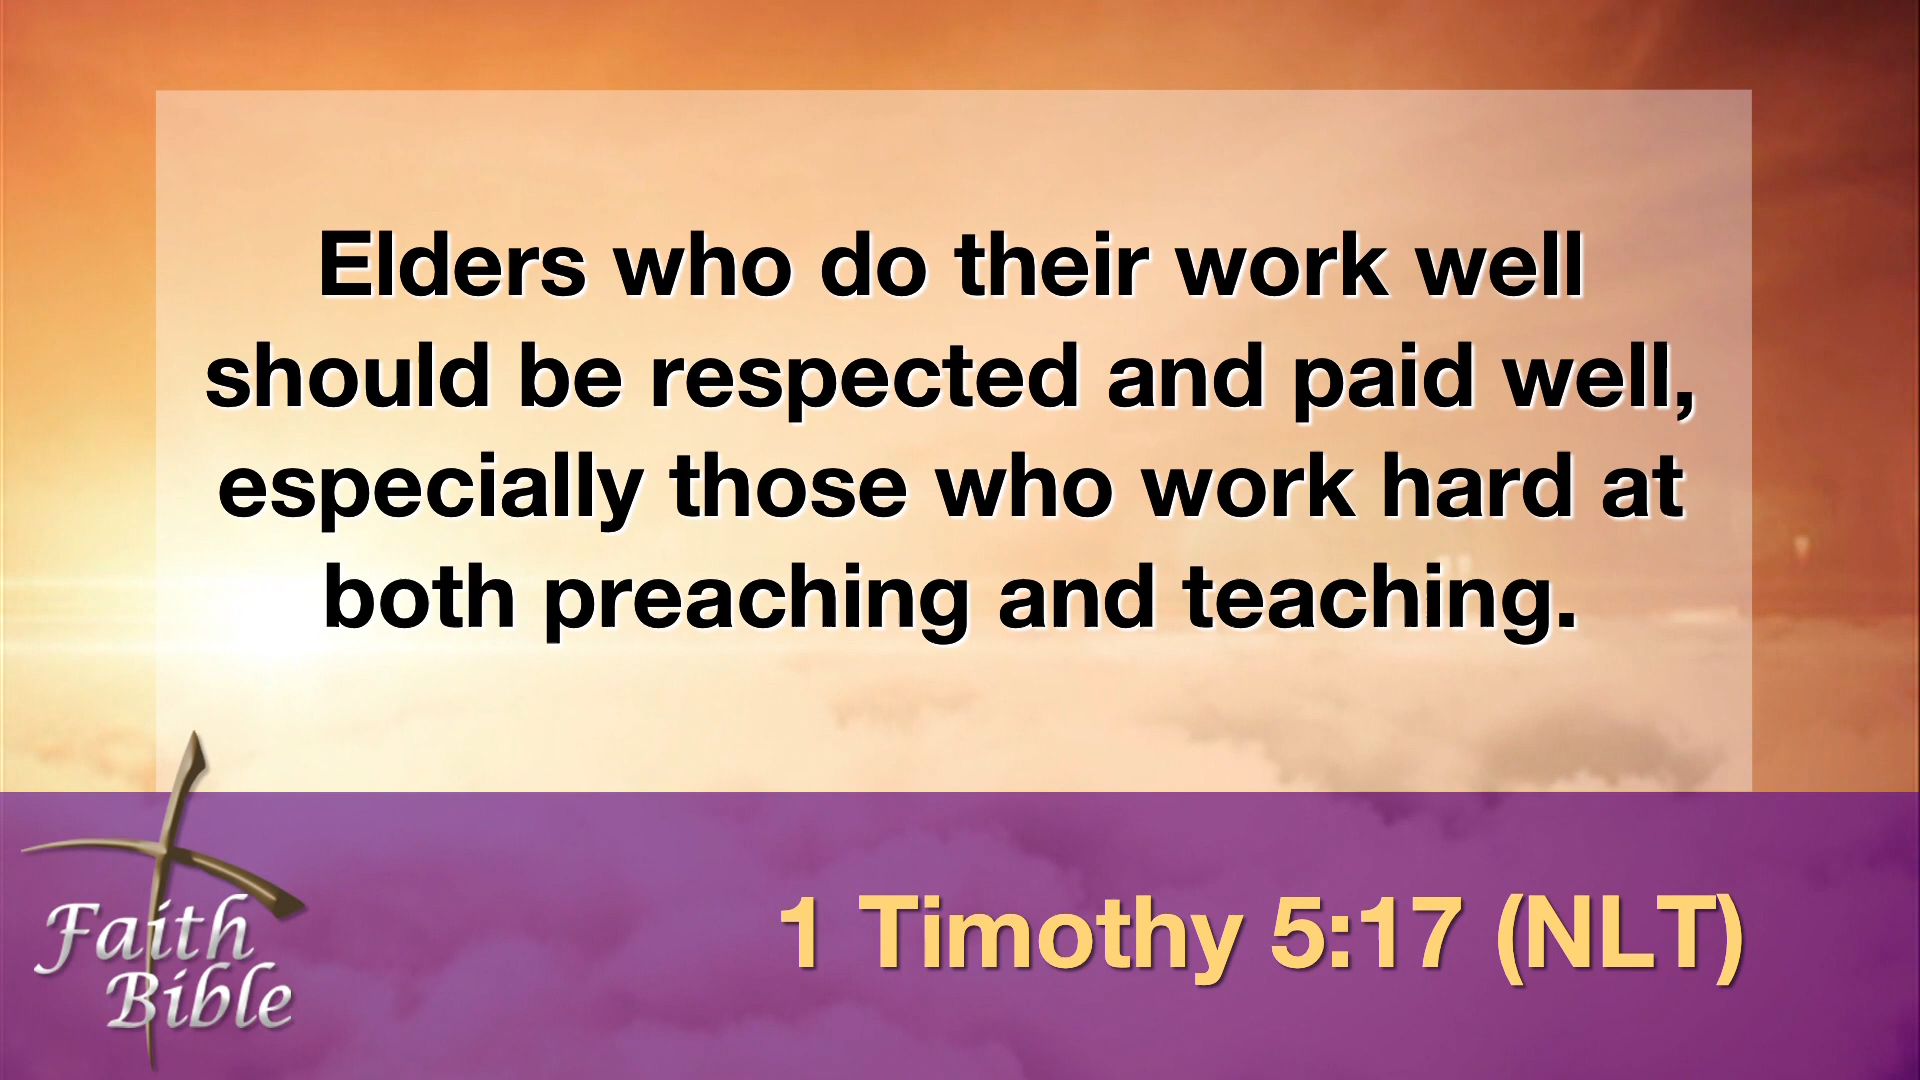 Elders who do their work well
should be respected and paid well,
especially those who work hard at
both preaching and teaching.
Faith
Bible
1 Timothy 5:17 (NLT)